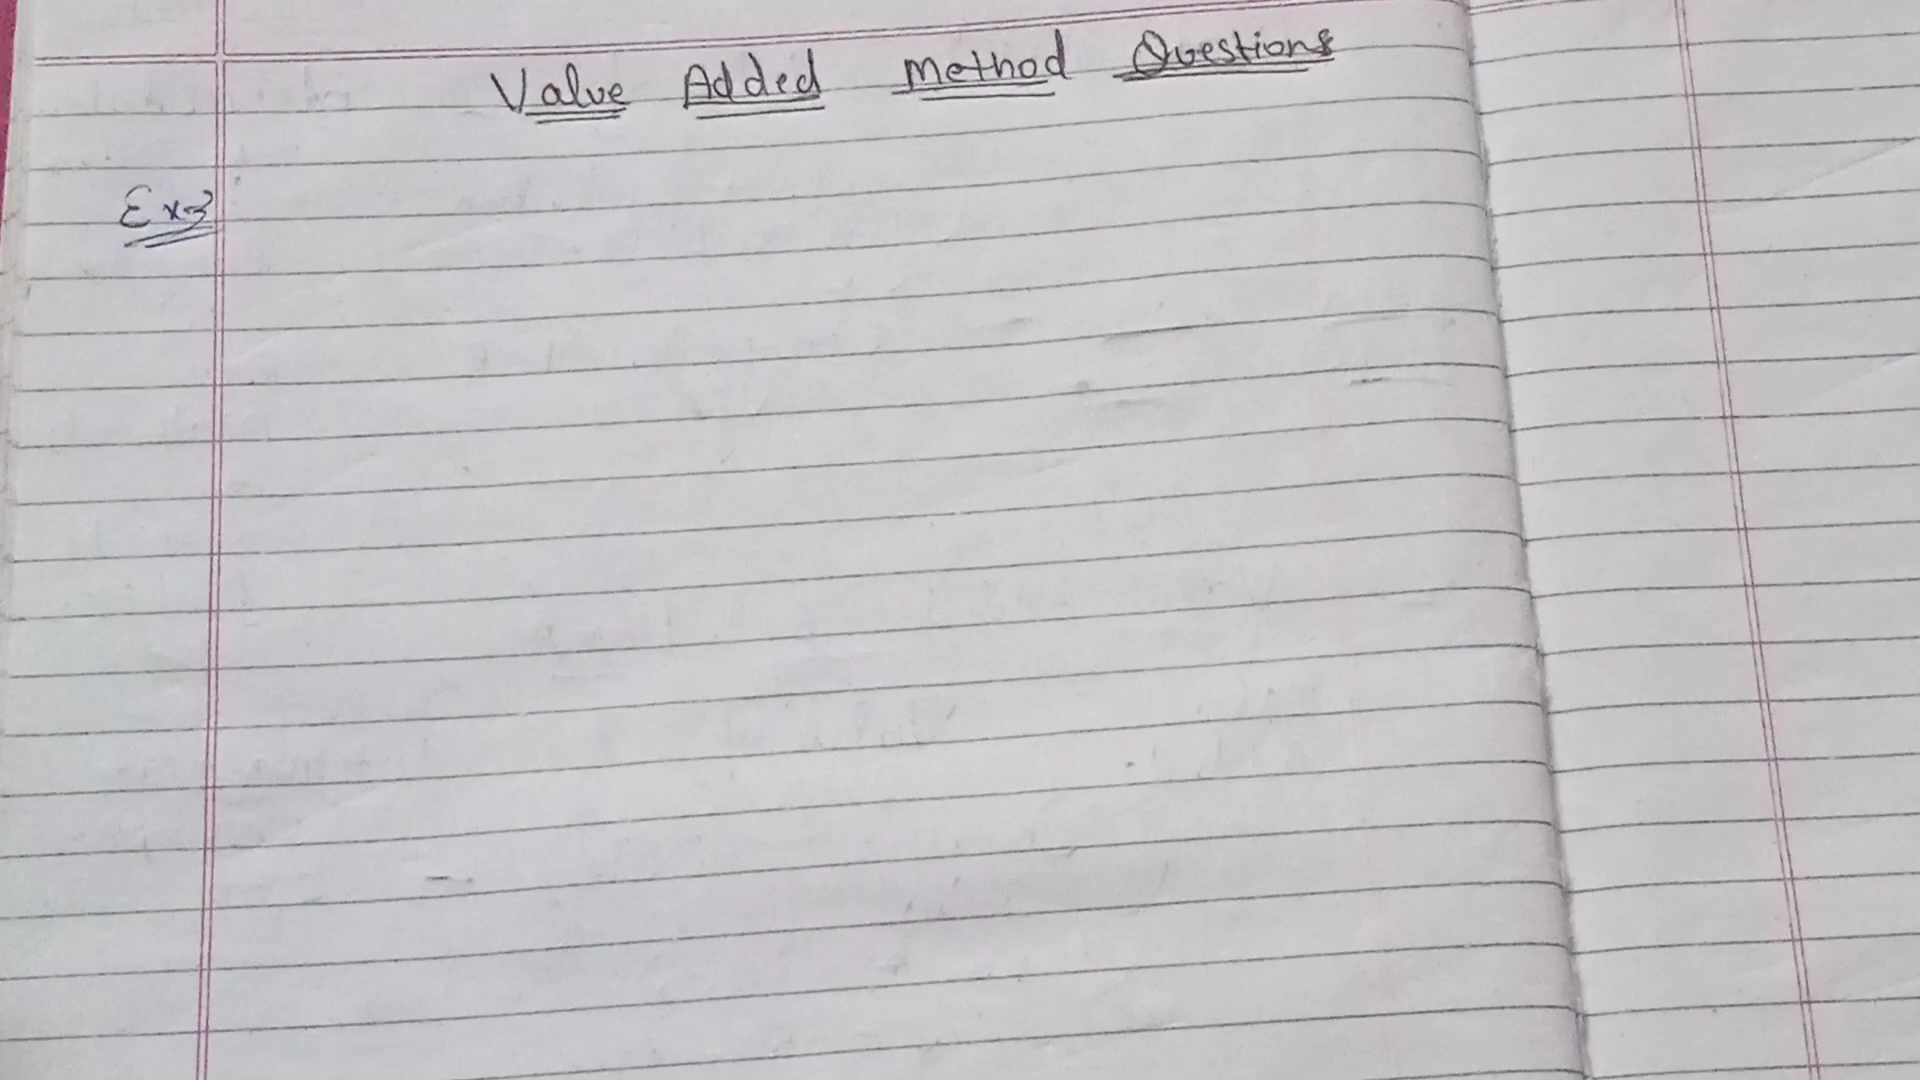 Value Added Method Questions
Ex⇒